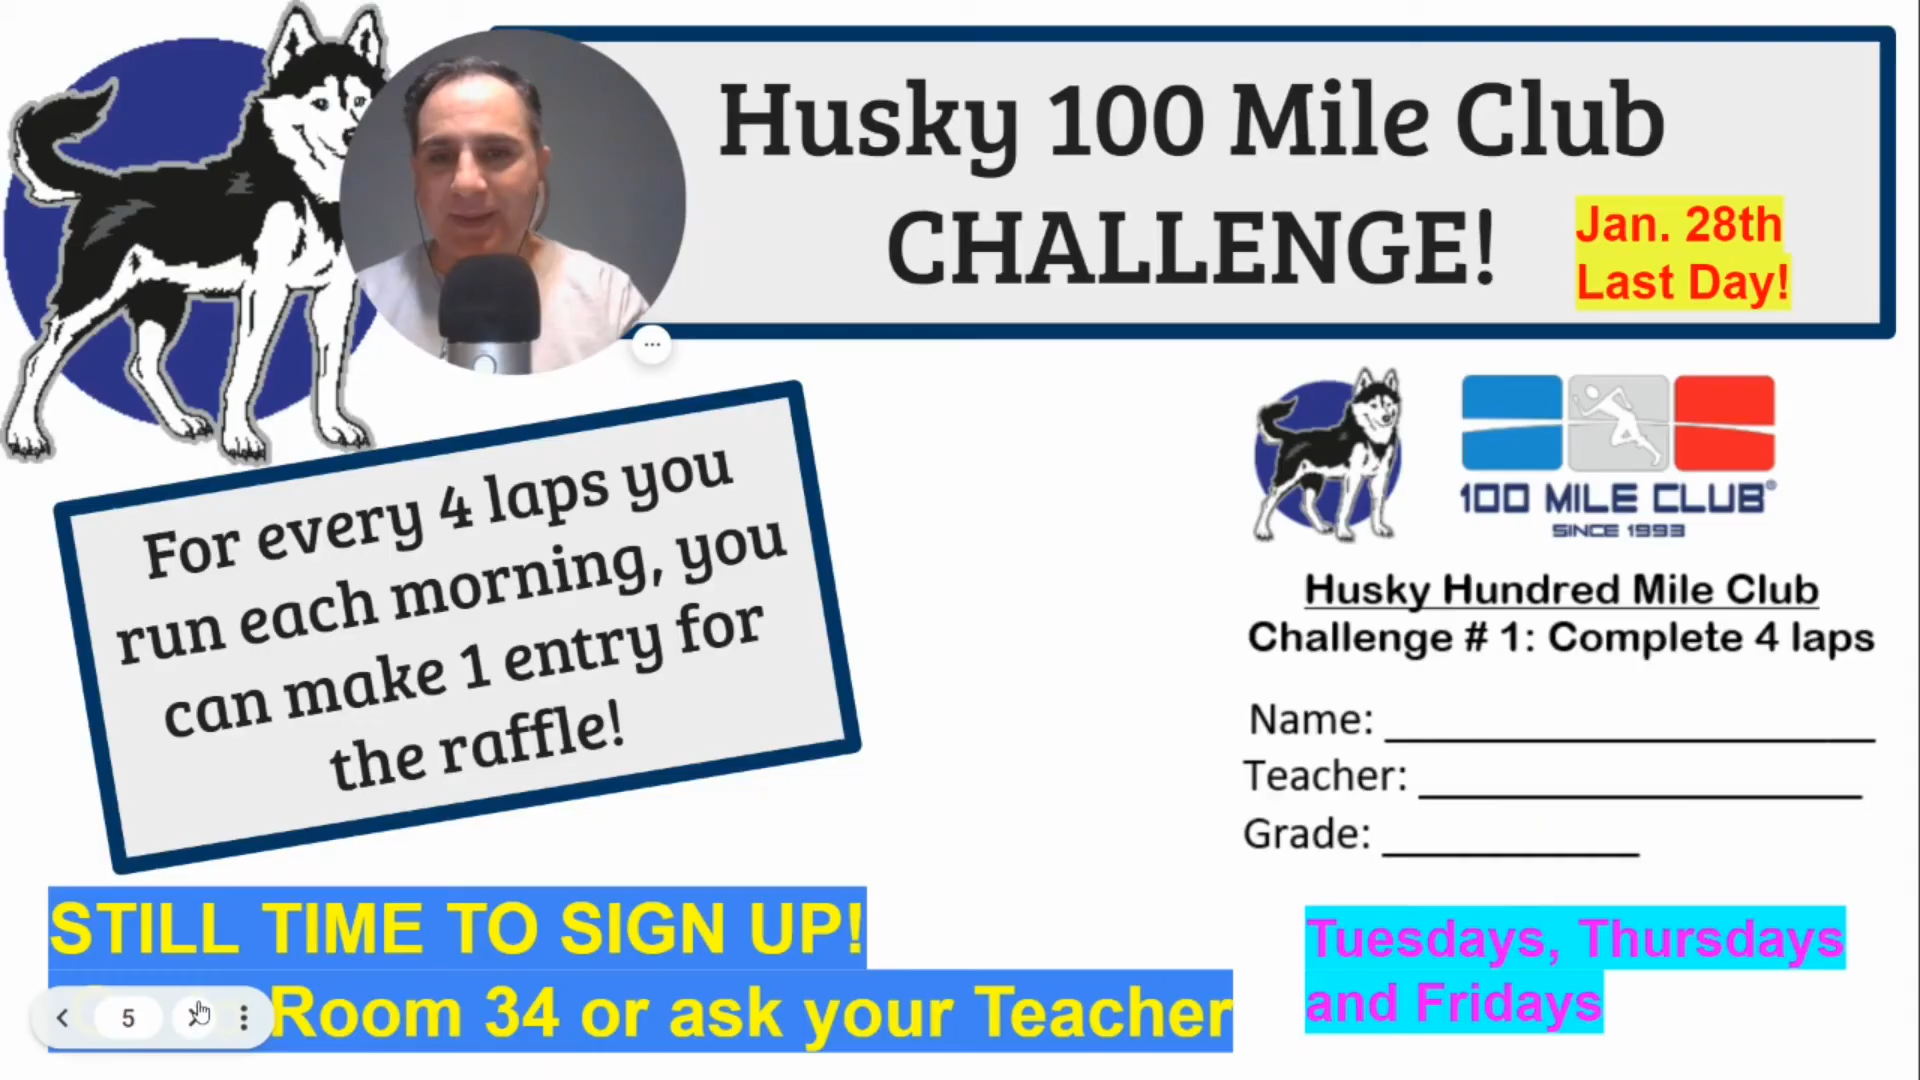 Husky 100 Mile Club
CHALLENGE!
Jan. 28th
Last Day!
For every 4 laps you
run each morning, you
can make 1 entry for
the raffle!
100 MILE CLUB®
SINCE 1993
Husky Hundred Mile Club
Challenge # 1: Complete 4 laps
Name:
Teacher:
Grade:
STILL TIME TO SIGN UP!
Room 34 or ask your Teacher
Tuesdays, Thursdays
and Fridays
5